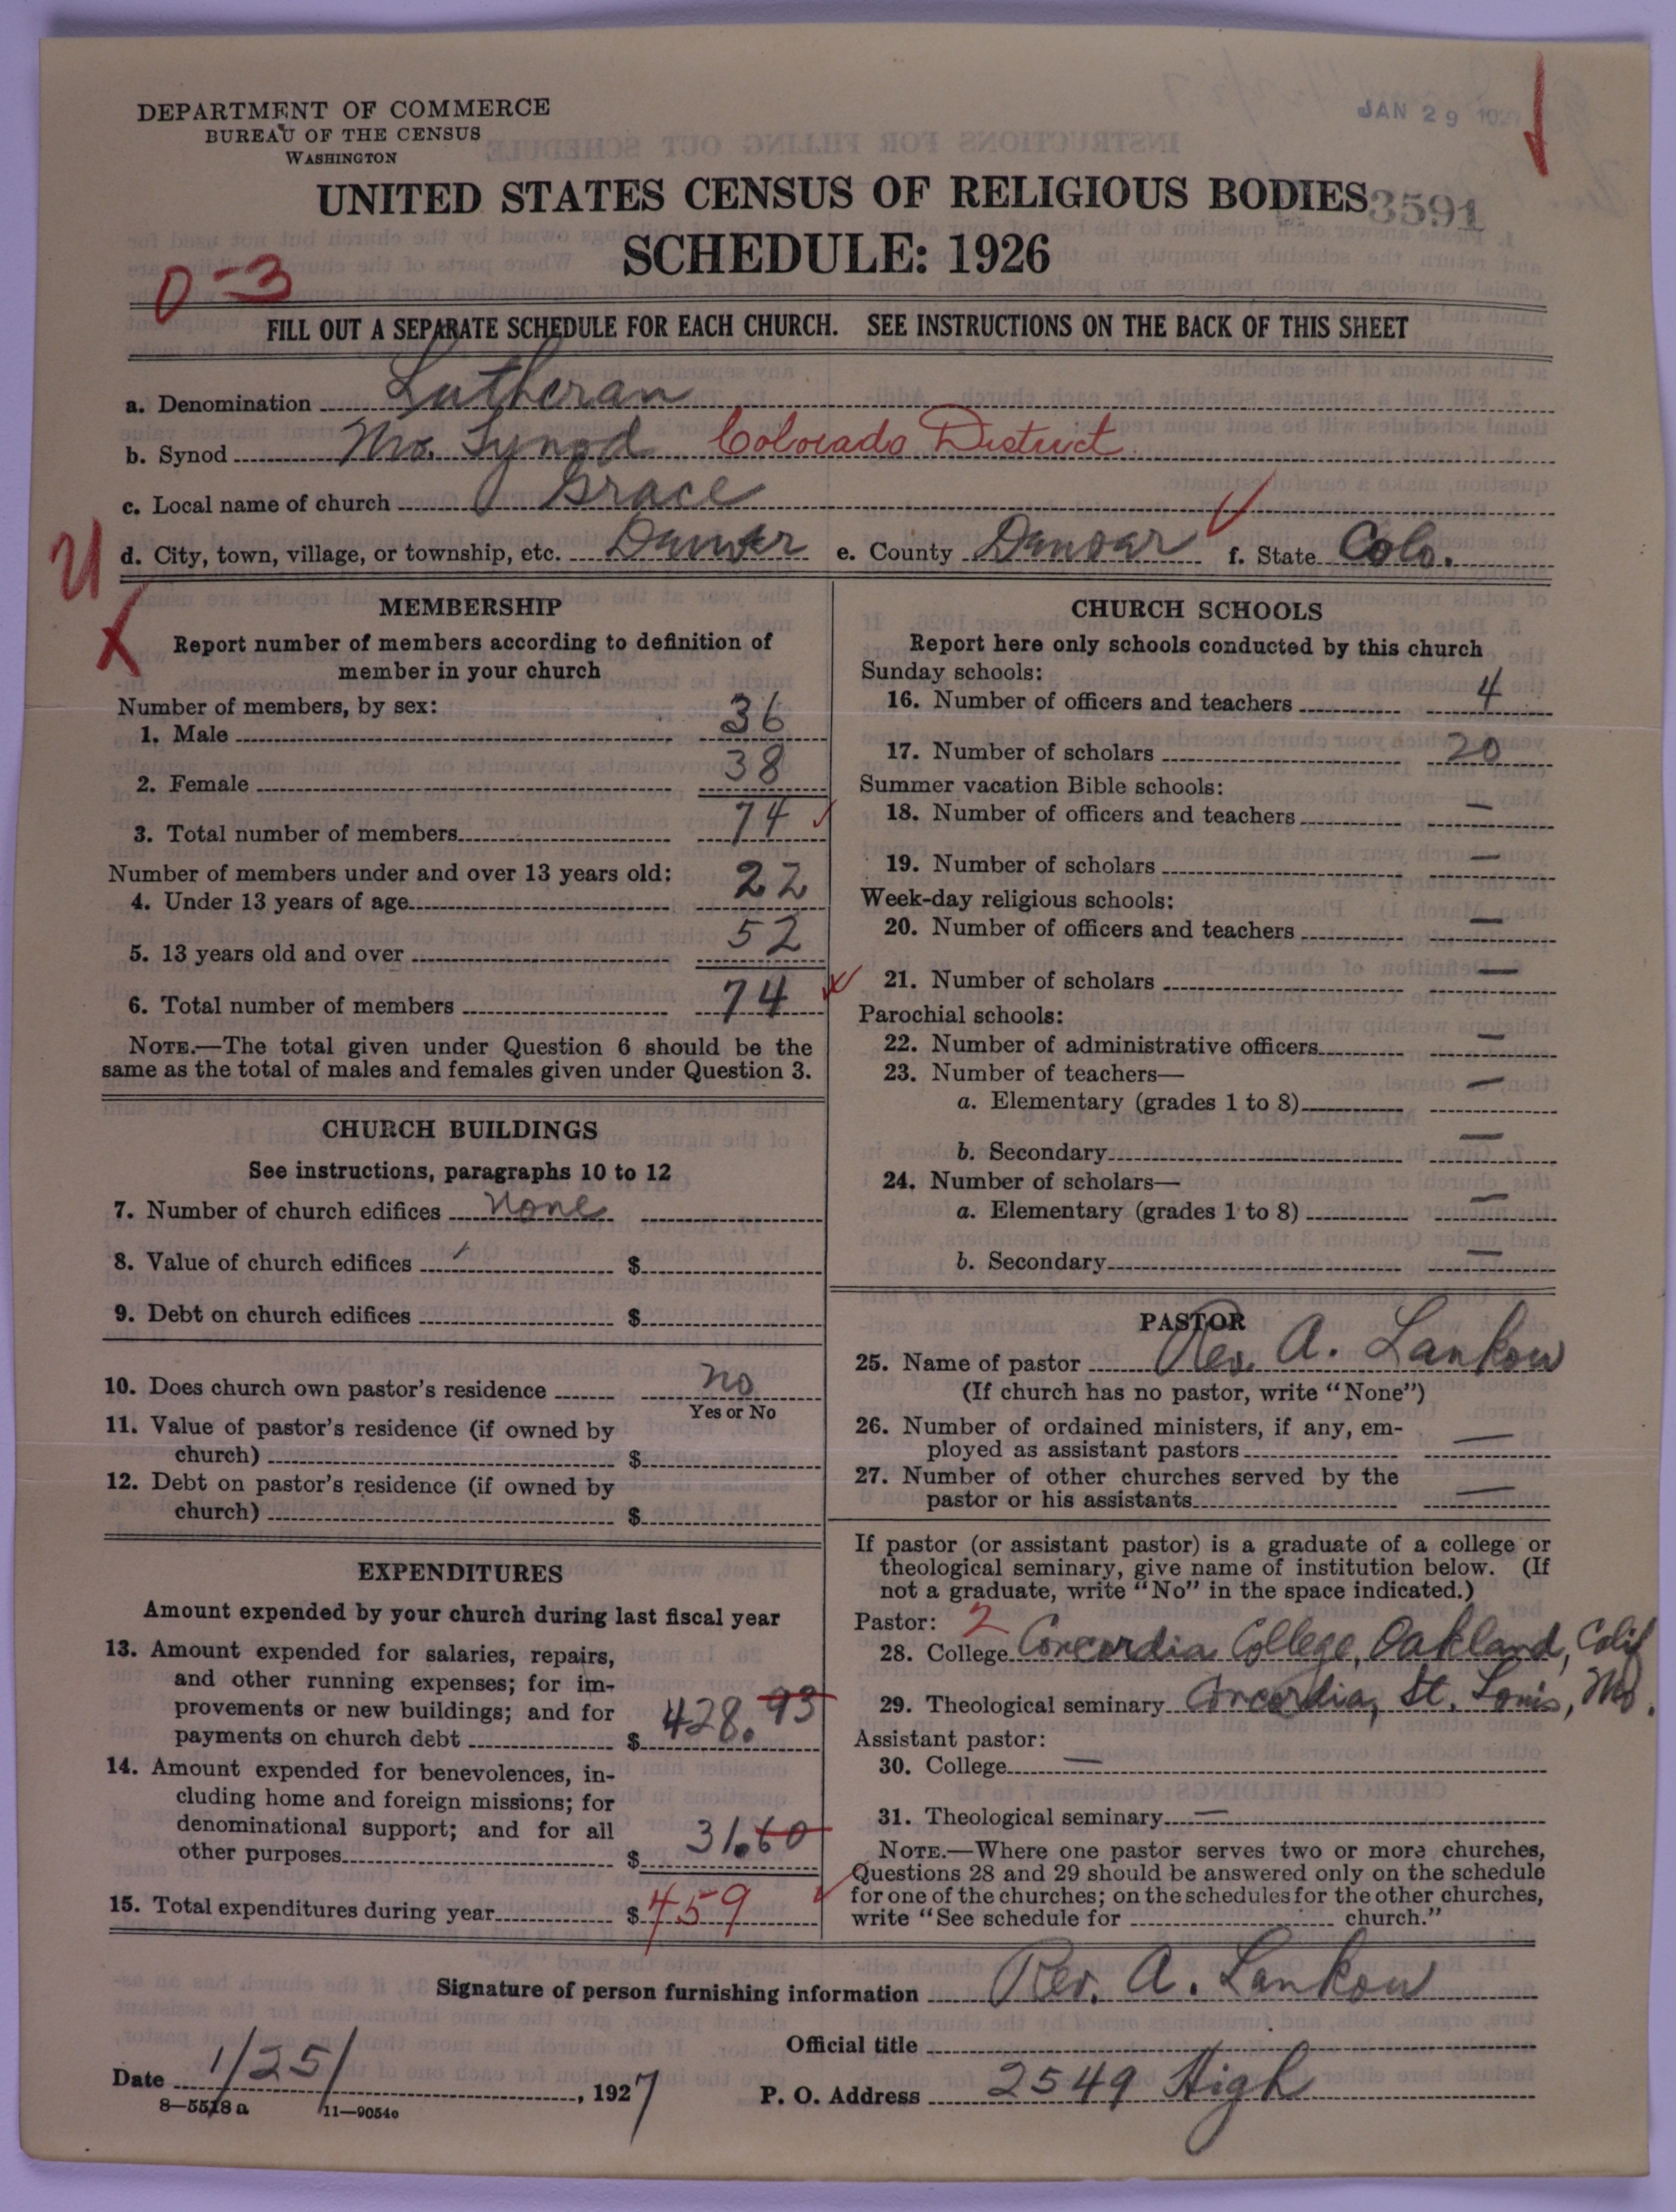 DEPARTMENT OF COMMERCE
BUREAU OF THE CENSUS
WASHINGTON
JAN 29
UNITED STATES CENSUS OF RELIGIOUS BODIES 3591
SCHEDULE: 1926
0-3
FILL OUT A SEPARATE SCHEDULE FOR EACH CHURCH. SEE INSTRUCTIONS ON THE BACK OF THIS SHEET
a. Denomination Lutheran
b. Synod Mo. Synod Colorado District
c. Local name of church Grace
U d. City, town, village, or township, etc. Denver e. County Denver f. State Colo.
MEMBERSHIP
X Report number of members according to definition of
member in your church
Number of members, by sex:
1. Male 36
2. Female 38
3. Total number of members 74
Number of members under and over 13 years old:
4. Under 13 years of age 22
5. 13 years old and over 52
6. Total number of members 74
NOTE.—The total given under Question 6 should be the
same as the total of males and females given under Question 3.
CHURCH BUILDINGS
See instructions, paragraphs 10 to 12
7. Number of church edifices None
8. Value of church edifices $
9. Debt on church edifices $
10. Does church own pastor's residence no
Yes or No
11. Value of pastor's residence (if owned by
church) $
12. Debt on pastor's residence (if owned by
church) $
EXPENDITURES
Amount expended by your church during last fiscal year
13. Amount expended for salaries, repairs,
and other running expenses; for im-
provements or new buildings; and for
payments on church debt $ 428.93
14. Amount expended for benevolences, in-
cluding home and foreign missions; for
denominational support; and for all
other purposes $ 31.60
15. Total expenditures during year $ 459
CHURCH SCHOOLS
Report here only schools conducted by this church
Sunday schools:
16. Number of officers and teachers 4
17. Number of scholars 20
Summer vacation Bible schools:
18. Number of officers and teachers —
19. Number of scholars —
Week-day religious schools:
20. Number of officers and teachers —
21. Number of scholars —
Parochial schools:
22. Number of administrative officers —
23. Number of teachers— —
a. Elementary (grades 1 to 8)
b. Secondary —
24. Number of scholars—
a. Elementary (grades 1 to 8) —
b. Secondary —
PASTOR
25. Name of pastor Rev. A. Lankow
(If church has no pastor, write "None")
26. Number of ordained ministers, if any, em-
ployed as assistant pastors —
27. Number of other churches served by the
pastor or his assistants —
If pastor (or assistant pastor) is a graduate of a college or
theological seminary, give name of institution below. (If
not a graduate, write "No" in the space indicated.)
Pastor: 2
28. College Concordia College, Oakland, Calif
29. Theological seminary Concordia, St. Louis, Mo.
Assistant pastor:
30. College —
31. Theological seminary —
NOTE.—Where one pastor serves two or more churches,
Questions 28 and 29 should be answered only on the schedule
for one of the churches; on the schedules for the other churches,
write "See schedule for church."
Signature of person furnishing information Rev. A. Lankow
Official title
Date 1/25/, 1927 P. O. Address 2549 High
8—5518 a 11—9054o